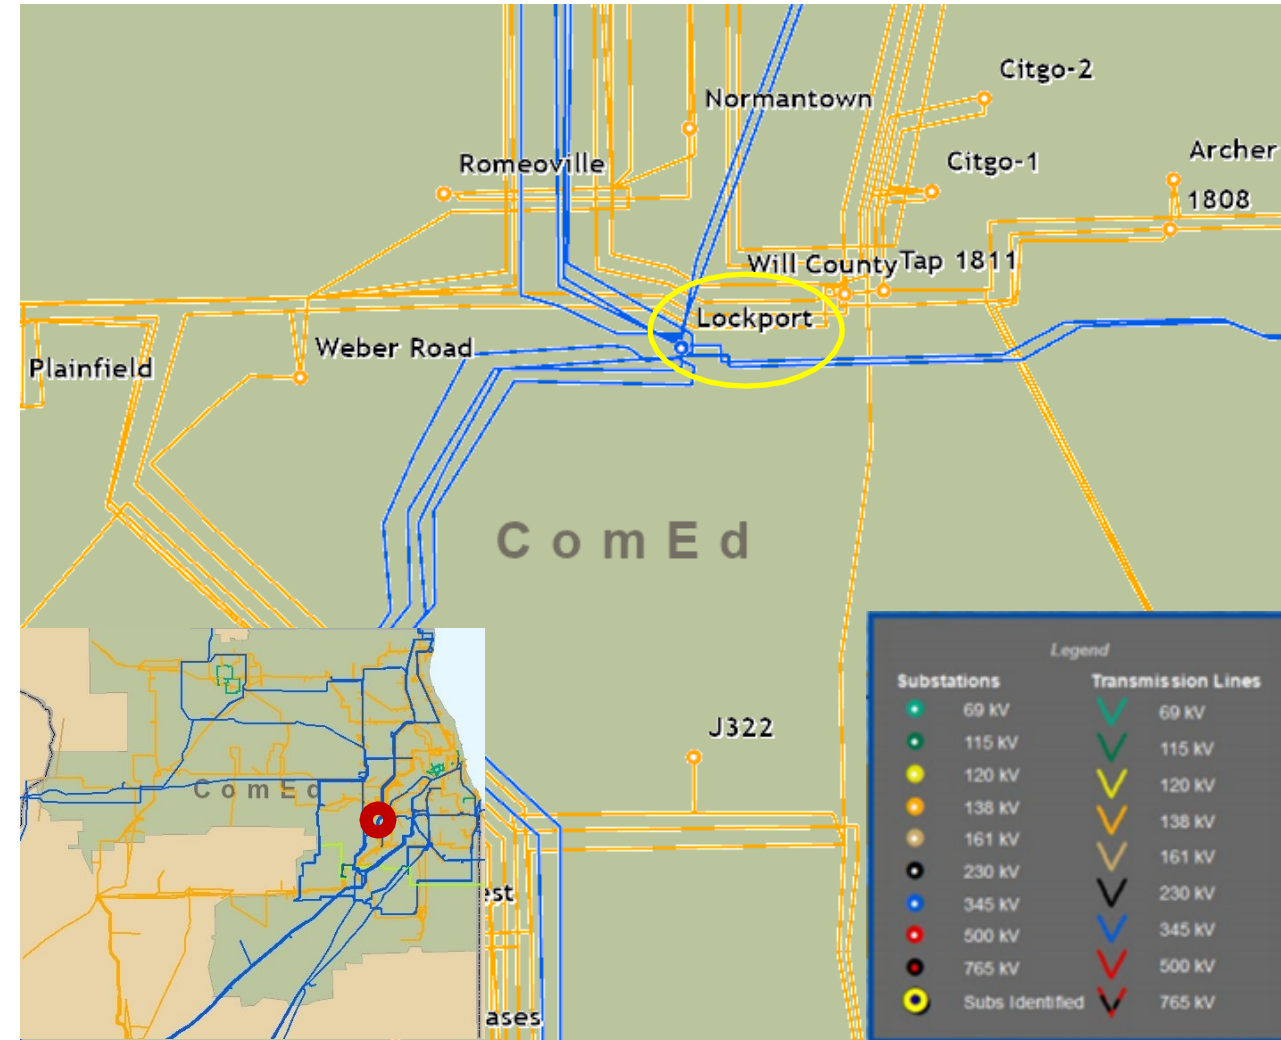 Citgo-2
Normantown
Archer
Romeoville
Citgo-1
1808
Will County
Tap 1811
Lockport
Weber Road
Plainfield
ComEd
Legend
Substations
Transmission Lines
69 kV
69 kV
115 kV
115 kV
120 kV
120 kV
138 kV
138 kV
161 kV
161 kV
230 kV
230 kV
345 kV
345 kV
500 kV
500 kV
765 kV
765 kV
Subs Identified
J322
ComEd
est
ases